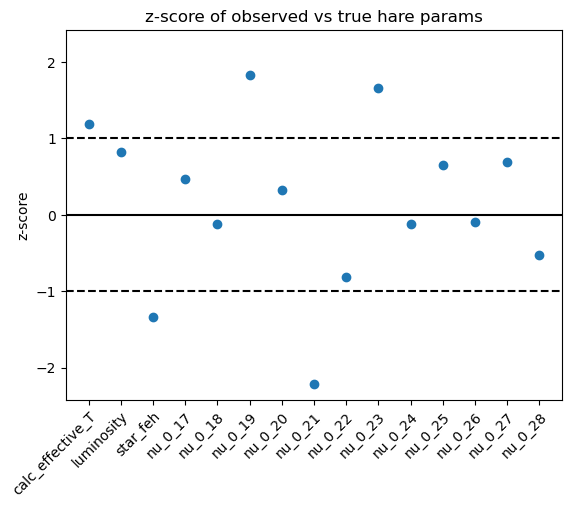 z-score of observed vs true hare params
z-score
2
1
0
−1
−2
calc_effective_T
luminosity
star_feh
nu_0_17
nu_0_18
nu_0_19
nu_0_20
nu_0_21
nu_0_22
nu_0_23
nu_0_24
nu_0_25
nu_0_26
nu_0_27
nu_0_28